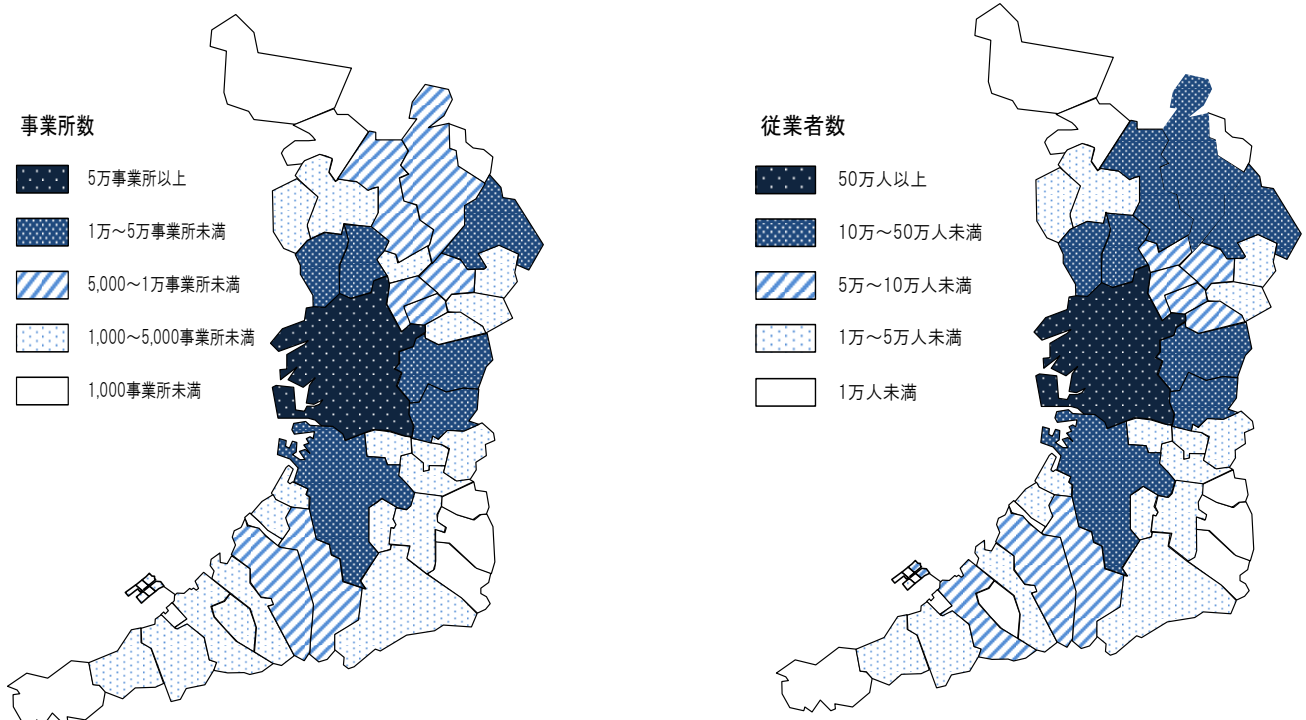 事業所数
5万事業所以上
1万～5万事業所未満
5,000～1万事業所未満
1,000～5,000事業所未満
1,000事業所未満
従業者数
50万人以上
10万～50万人未満
5万～10万人未満
1万～5万人未満
1万人未満